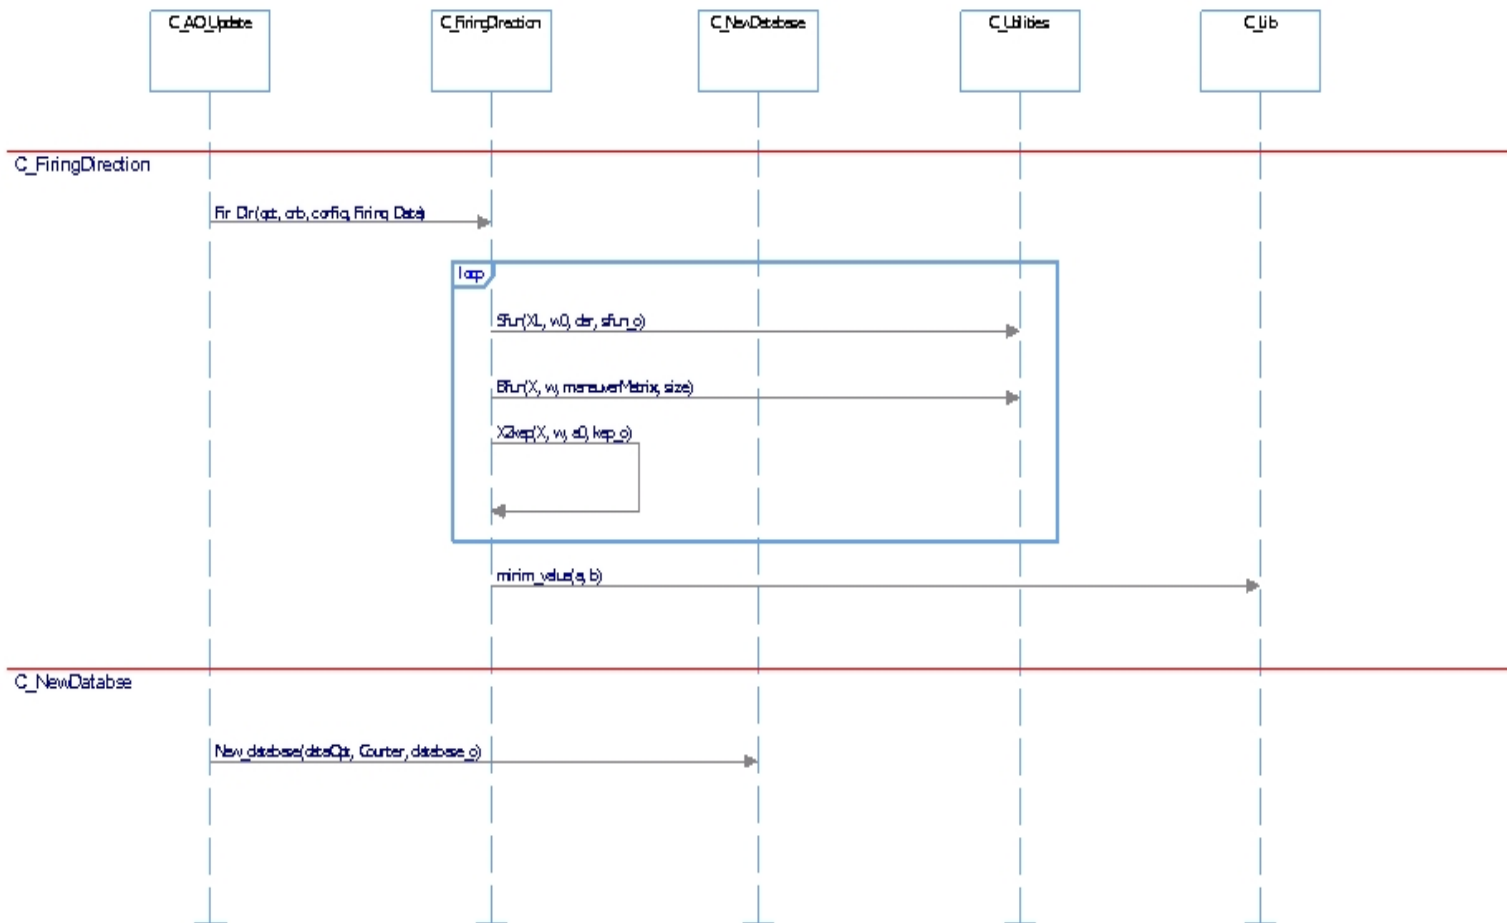 C_AO_Update
C_FiringDirection
C_NewDatabase
C_Utilities
C_Lib
C_FiringDirection
Fir_Dir(opt, orb, config, Firing_Data)
loop
Sfun(XL, w0, der, sfun_o)
Bfun(X, w, maneuverMatrix, size)
X2kep(X, w, a0, kep_o)
minim_value(a, b)
C_NewDatabse
New_database(dataOpt, Counter, database_o)